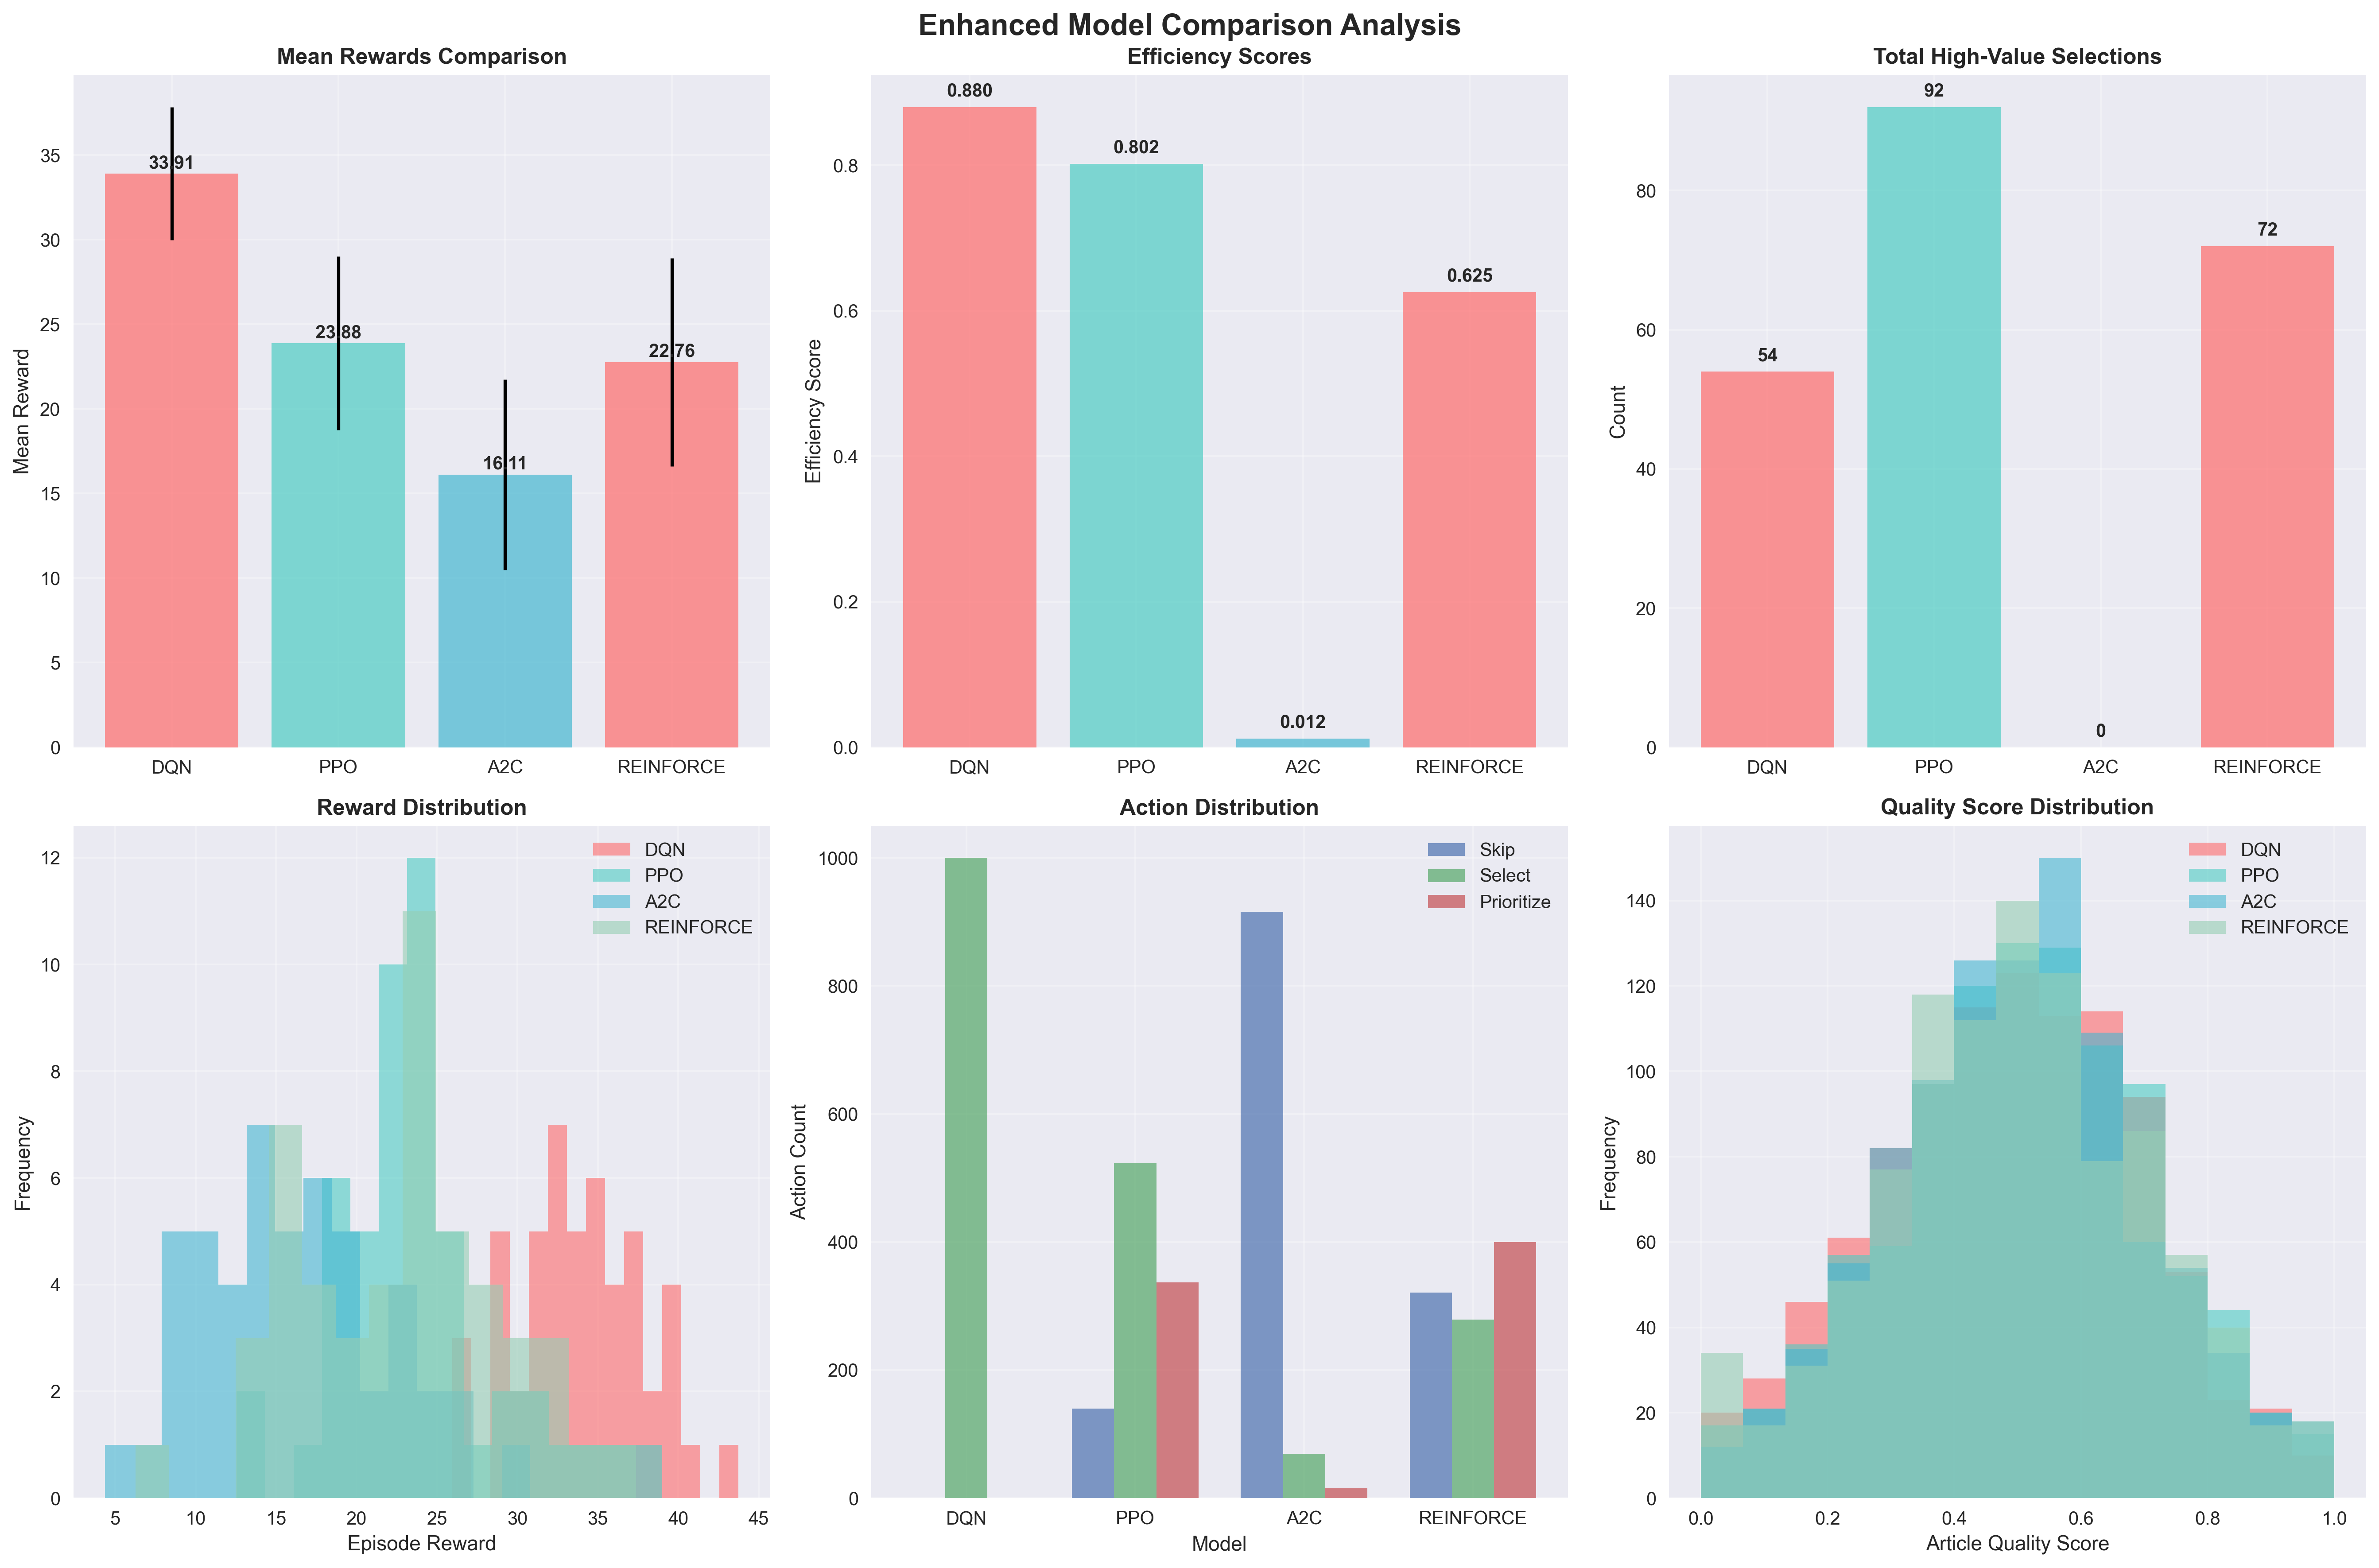 Enhanced Model Comparison Analysis
Mean Rewards Comparison
Mean Reward
35
30
25
20
15
10
5
0
33.91
23.88
16.11
22.76
DQN
PPO
A2C
REINFORCE
Efficiency Scores
Efficiency Score
0.8
0.6
0.4
0.2
0.0
0.880
0.802
0.012
0.625
DQN
PPO
A2C
REINFORCE
Total High-Value Selections
Count
80
60
40
20
0
54
92
0
72
DQN
PPO
A2C
REINFORCE
Reward Distribution
Frequency
12
10
8
6
4
2
0
DQN
PPO
A2C
REINFORCE
5
10
15
20
25
30
35
40
45
Episode Reward
Action Distribution
Action Count
1000
800
600
400
200
0
Skip
Select
Prioritize
DQN
PPO
A2C
REINFORCE
Model
Quality Score Distribution
Frequency
140
120
100
80
60
40
20
0
DQN
PPO
A2C
REINFORCE
0.0
0.2
0.4
0.6
0.8
1.0
Article Quality Score